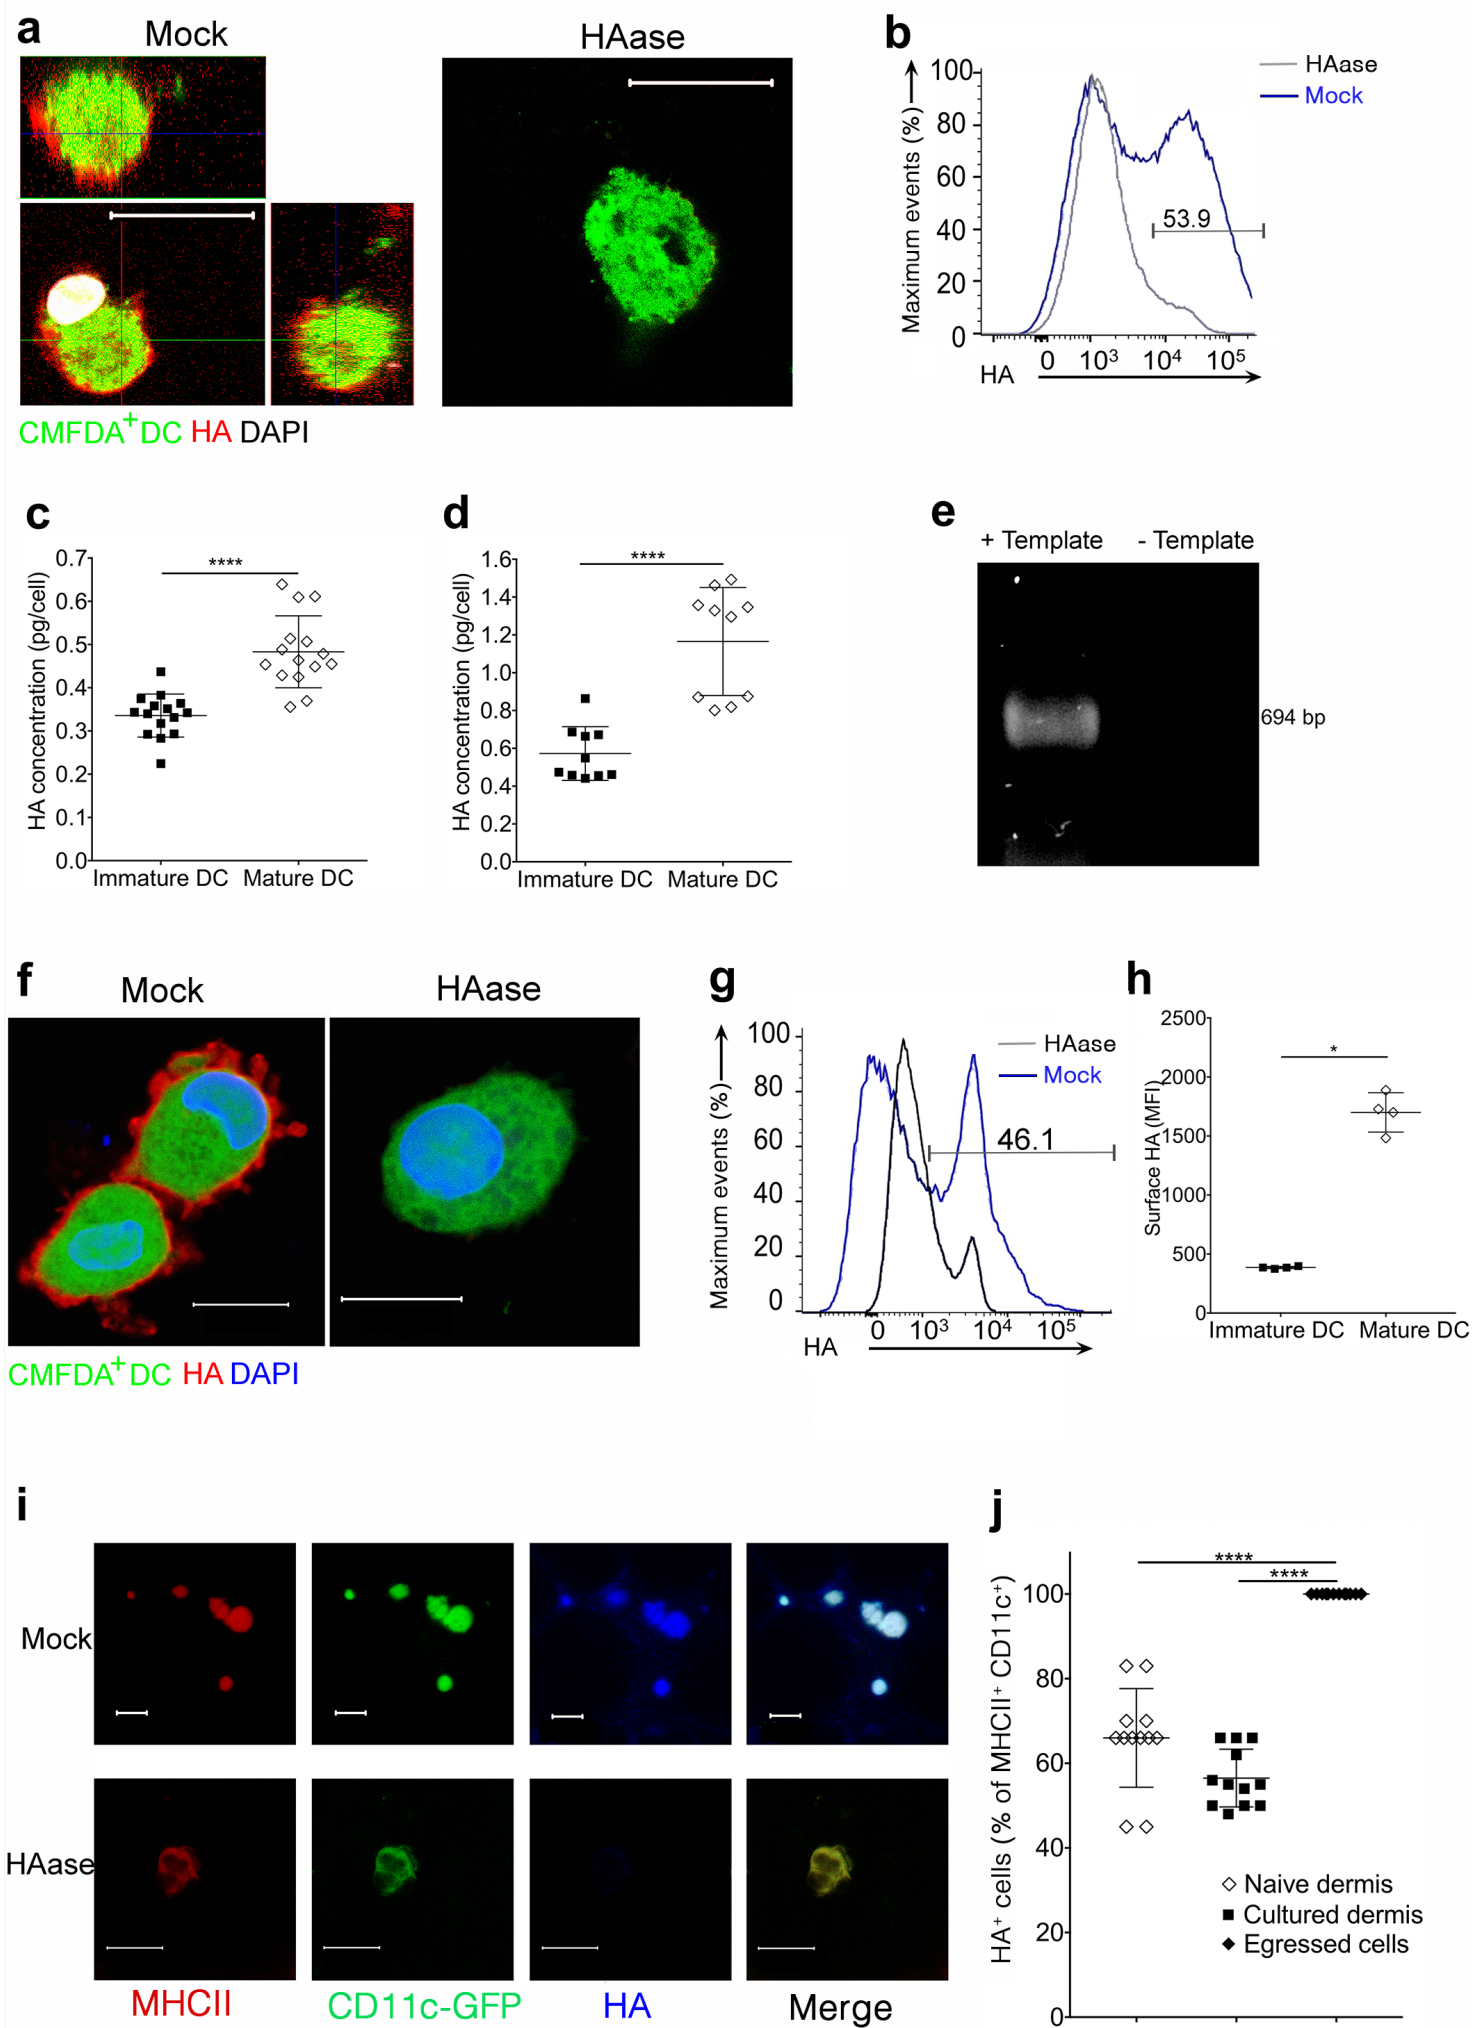 a
Mock
HAase
CMFDA+ DC HA DAPI
b
HAase
Mock
Maximum events (%)
100
80
60
40
20
0
53.9
0 10³ 10⁴ 10⁵
HA
c
HA concentration (pg/cell)
0.7
0.6
0.5
0.4
0.3
0.2
0.1
0.0
****
Immature DC Mature DC
d
HA concentration (pg/cell)
1.6
1.4
1.2
1.0
0.8
0.6
0.4
0.2
0.0
****
Immature DC Mature DC
e
+ Template - Template
694 bp
f
Mock
HAase
CMFDA+ DC HA DAPI
g
HAase
Mock
Maximum events (%)
100
80
60
40
20
0
46.1
0 10³ 10⁴ 10⁵
HA
h
Surface HA (MFI)
2500
2000
1500
1000
500
0
*
Immature DC Mature DC
i
Mock
HAase
MHCII CD11c-GFP HA Merge
j
HA⁺ cells (% of MHCII⁺ CD11c⁺)
100
80
60
40
20
0
****
****
Naive dermis
Cultured dermis
Egressed cells